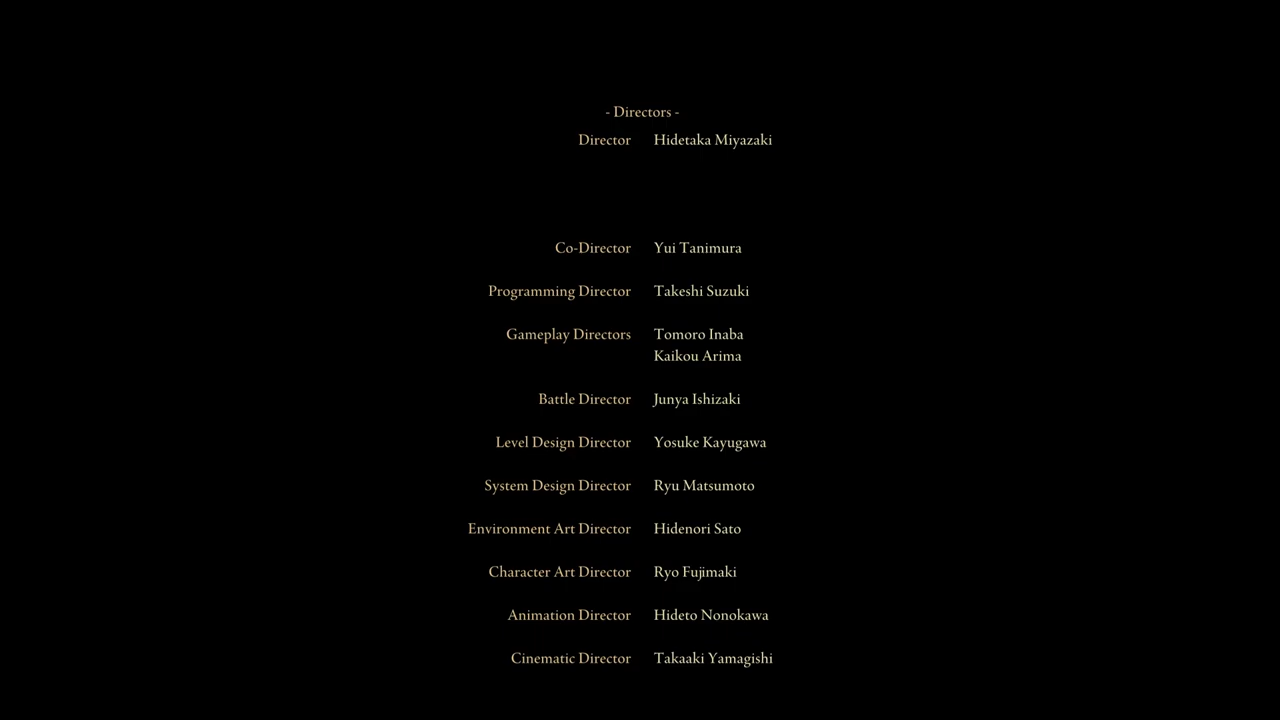 - Directors -
Director Hidetaka Miyazaki
Co-Director Yui Tanimura
Programming Director Takeshi Suzuki
Gameplay Directors Tomoro Inaba
Kaikou Arima
Battle Director Junya Ishizaki
Level Design Director Yosuke Kayugawa
System Design Director Ryu Matsumoto
Environment Art Director Hidenori Sato
Character Art Director Ryo Fujimaki
Animation Director Hideto Nonokawa
Cinematic Director Takaaki Yamagishi